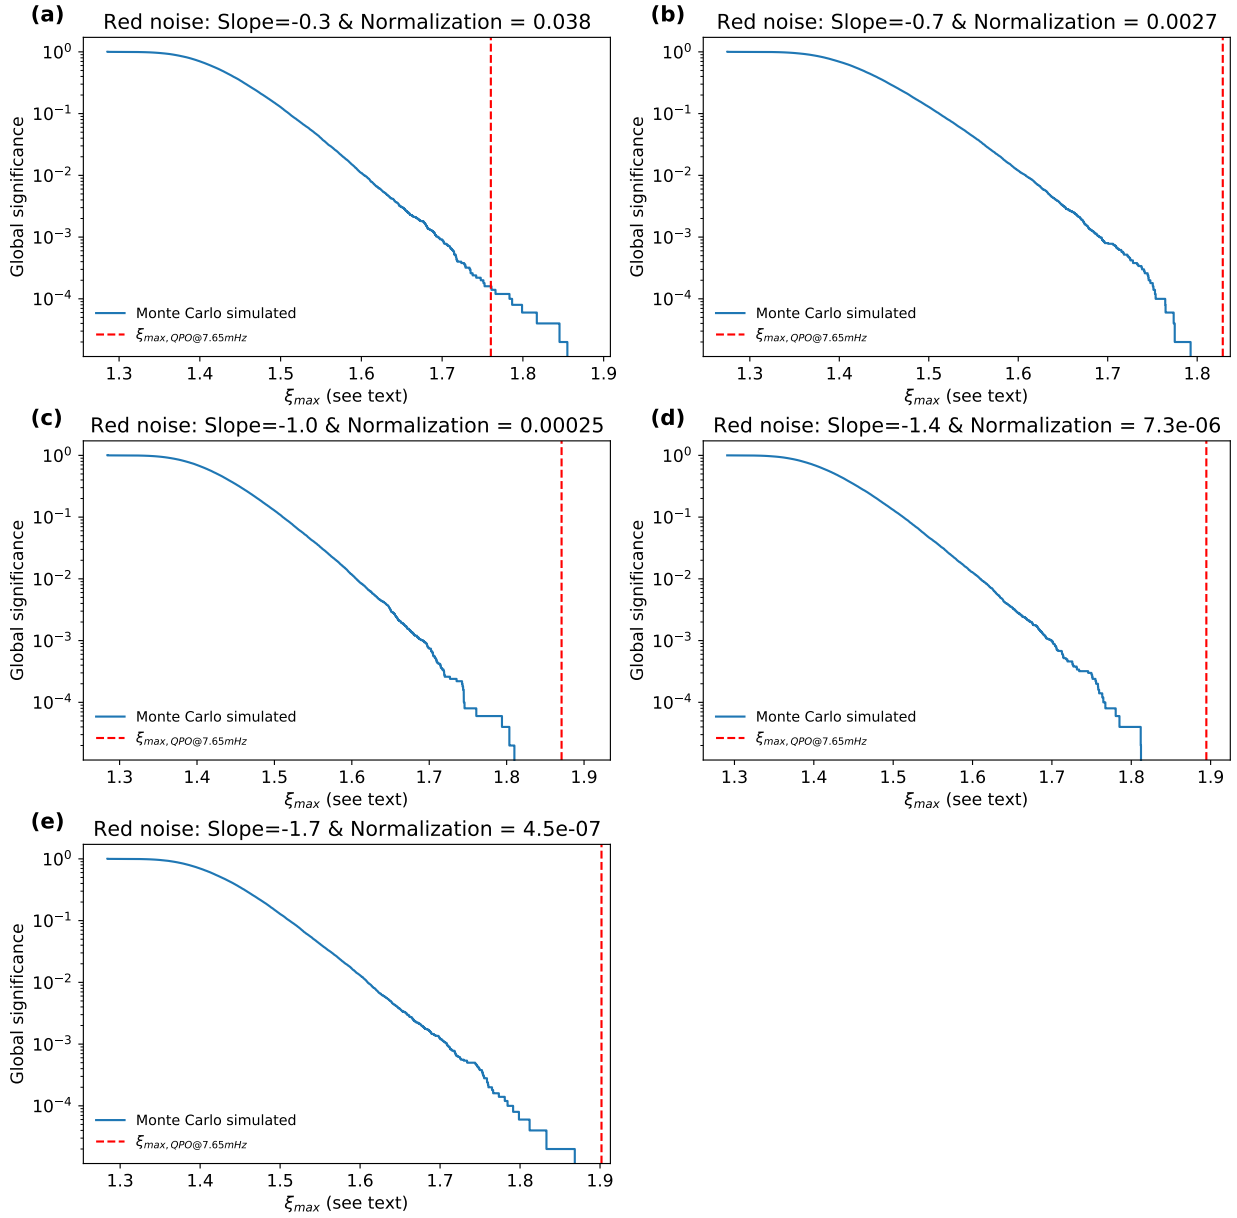 (a)
Red noise: Slope=-0.3 & Normalization = 0.038
Global significance
10⁰
10⁻¹
10⁻²
10⁻³
10⁻⁴
Monte Carlo simulated
ξmax, QPO@7.65mHz
1.3 1.4 1.5 1.6 1.7 1.8 1.9
ξmax (see text)
(b)
Red noise: Slope=-0.7 & Normalization = 0.0027
Global significance
10⁰
10⁻¹
10⁻²
10⁻³
10⁻⁴
Monte Carlo simulated
ξmax, QPO@7.65mHz
1.3 1.4 1.5 1.6 1.7 1.8
ξmax (see text)
(c)
Red noise: Slope=-1.0 & Normalization = 0.00025
Global significance
10⁰
10⁻¹
10⁻²
10⁻³
10⁻⁴
Monte Carlo simulated
ξmax, QPO@7.65mHz
1.3 1.4 1.5 1.6 1.7 1.8 1.9
ξmax (see text)
(d)
Red noise: Slope=-1.4 & Normalization = 7.3e-06
Global significance
10⁰
10⁻¹
10⁻²
10⁻³
10⁻⁴
Monte Carlo simulated
ξmax, QPO@7.65mHz
1.3 1.4 1.5 1.6 1.7 1.8 1.9
ξmax (see text)
(e)
Red noise: Slope=-1.7 & Normalization = 4.5e-07
Global significance
10⁰
10⁻¹
10⁻²
10⁻³
10⁻⁴
Monte Carlo simulated
ξmax, QPO@7.65mHz
1.3 1.4 1.5 1.6 1.7 1.8 1.9
ξmax (see text)